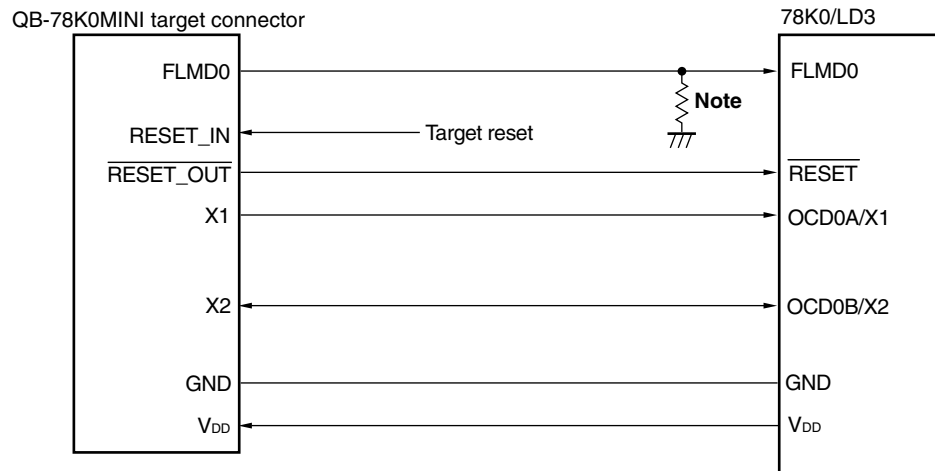 QB-78K0MINI target connector
78K0/LD3
FLMD0
FLMD0
Note
RESET_IN
Target reset
RESET_OUT
RESET
X1
OCD0A/X1
X2
OCD0B/X2
GND
GND
VDD
VDD